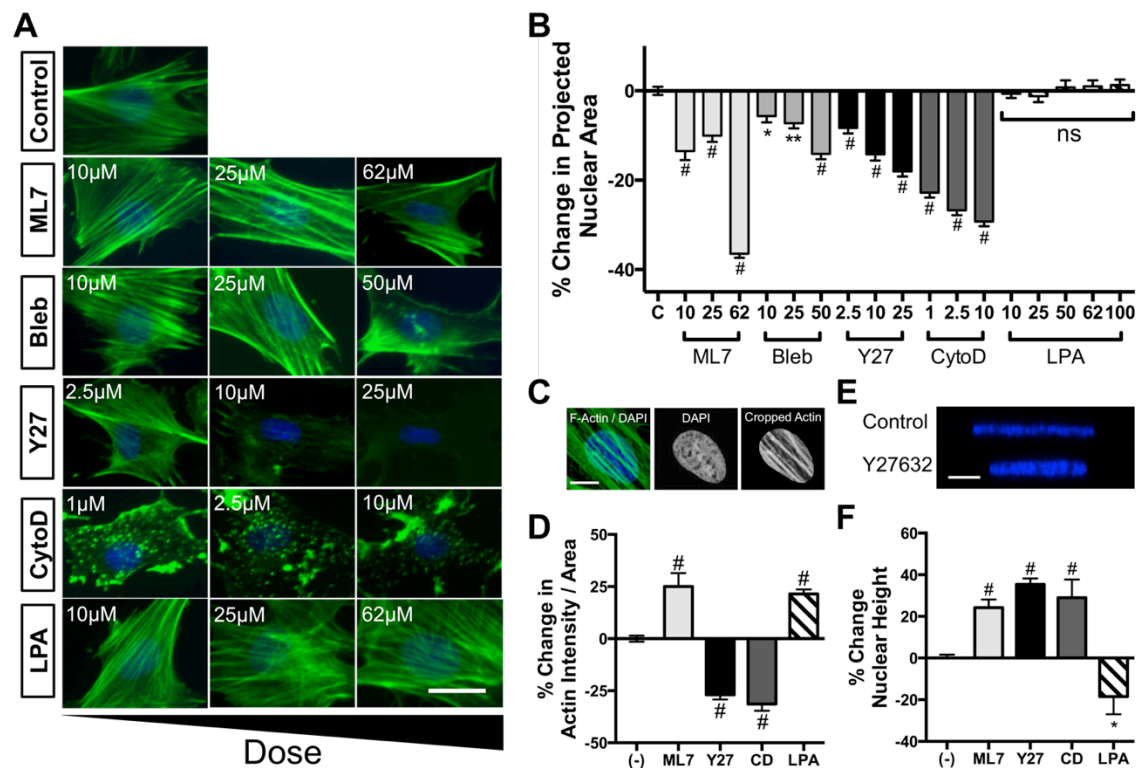 A
Control
ML7
10µM
25µM
62µM
Bleb
10µM
25µM
50µM
Y27
2.5µM
10µM
25µM
CytoD
1µM
2.5µM
10µM
LPA
10µM
25µM
62µM
Dose
B
% Change in Projected
Nuclear Area
0
-20
-40
# # # * ** # # # # # # #
ns
C 10 25 62 10 25 50 2.5 10 25 1 2.5 10 10 25 50 62 100
ML7 Bleb Y27 CytoD LPA
C
F-Actin / DAPI
DAPI
Cropped Actin
D
% Change in
Actin Intensity / Area
50
25
0
-25
-50
# # # #
(-) ML7 Y27 CD LPA
E
Control
Y27632
F
% Change
Nuclear Height
60
40
20
0
-20
-40
# # # *
(-) ML7 Y27 CD LPA